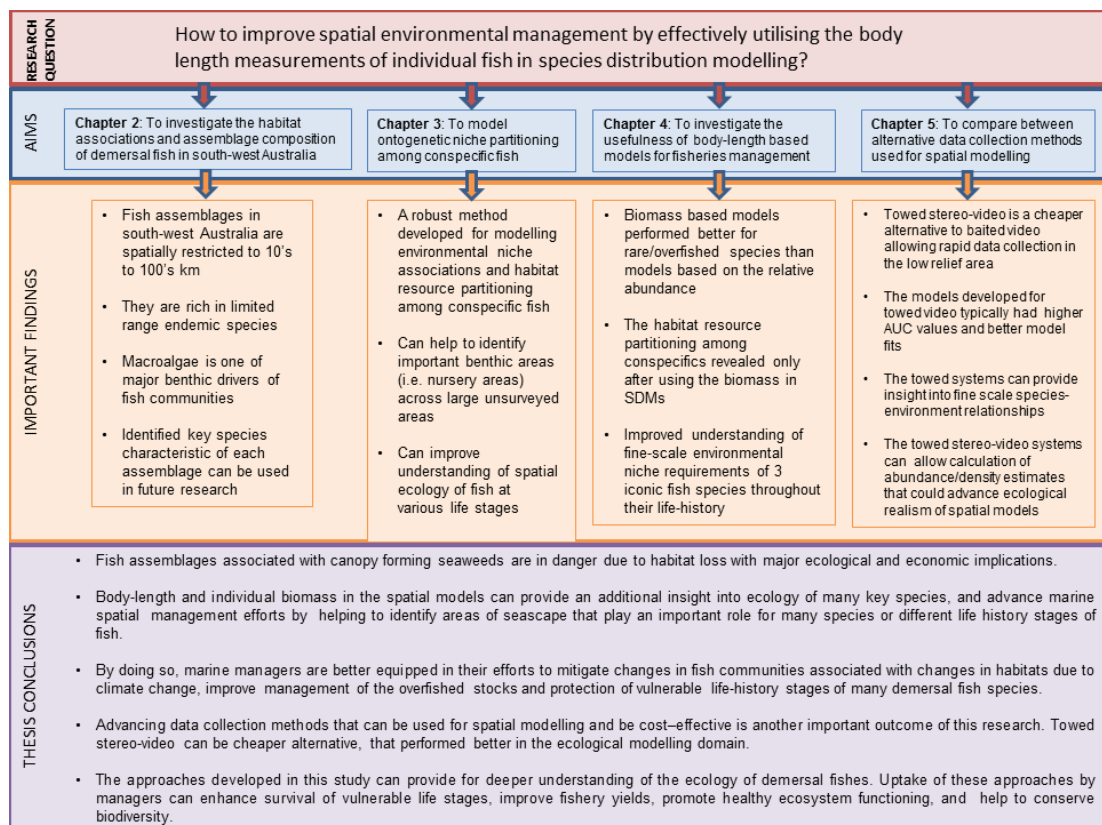 RESEARCH
QUESTION
How to improve spatial environmental management by effectively utilising the body
length measurements of individual fish in species distribution modelling?
AIMS
Chapter 2: To investigate the habitat
associations and assemblage composition
of demersal fish in south-west Australia
Chapter 3: To model
ontogenetic niche partitioning
among conspecific fish
Chapter 4: To investigate the
usefulness of body-length based
models for fisheries management
Chapter 5: To compare between
alternative data collection methods
used for spatial modelling
IMPORTANT FINDINGS
• Fish assemblages in
south-west Australia are
spatially restricted to 10's
to 100's km
• They are rich in limited
range endemic species
• Macroalgae is one of
major benthic drivers of
fish communities
• Identified key species
characteristic of each
assemblage can be used
in future research
• A robust method
developed for modelling
environmental niche
associations and habitat
resource partitioning
among conspecific fish
• Can help to identify
important benthic areas
(i.e. nursery areas)
across large unsurveyed
areas
• Can improve
understanding of spatial
ecology of fish at
various life stages
• Biomass based models
performed better for
rare/overfished species than
models based on the relative
abundance
• The habitat resource
partitioning among
conspecifics revealed only
after using the biomass in
SDMs
• Improved understanding of
fine-scale environmental
niche requirements of 3
iconic fish species throughout
their life-history
• Towed stereo-video is a cheaper
alternative to baited video
allowing rapid data collection in
the low relief area
• The models developed for
towed video typically had higher
AUC values and better model
fits
• The towed systems can provide
insight into fine scale species-
environment relationships
• The towed stereo-video systems
can allow calculation of
abundance/density estimates
that could advance ecological
realism of spatial models
THESIS CONCLUSIONS
• Fish assemblages associated with canopy forming seaweeds are in danger due to habitat loss with major ecological and economic implications.
• Body-length and individual biomass in the spatial models can provide an additional insight into ecology of many key species, and advance marine
spatial management efforts by helping to identify areas of seascape that play an important role for many species or different life history stages of
fish.
• By doing so, marine managers are better equipped in their efforts to mitigate changes in fish communities associated with changes in habitats due to
climate change, improve management of the overfished stocks and protection of vulnerable life-history stages of many demersal fish species.
• Advancing data collection methods that can be used for spatial modelling and be cost–effective is another important outcome of this research. Towed
stereo-video can be cheaper alternative, that performed better in the ecological modelling domain.
• The approaches developed in this study can provide for deeper understanding of the ecology of demersal fishes. Uptake of these approaches by
managers can enhance survival of vulnerable life stages, improve fishery yields, promote healthy ecosystem functioning, and help to conserve
biodiversity.